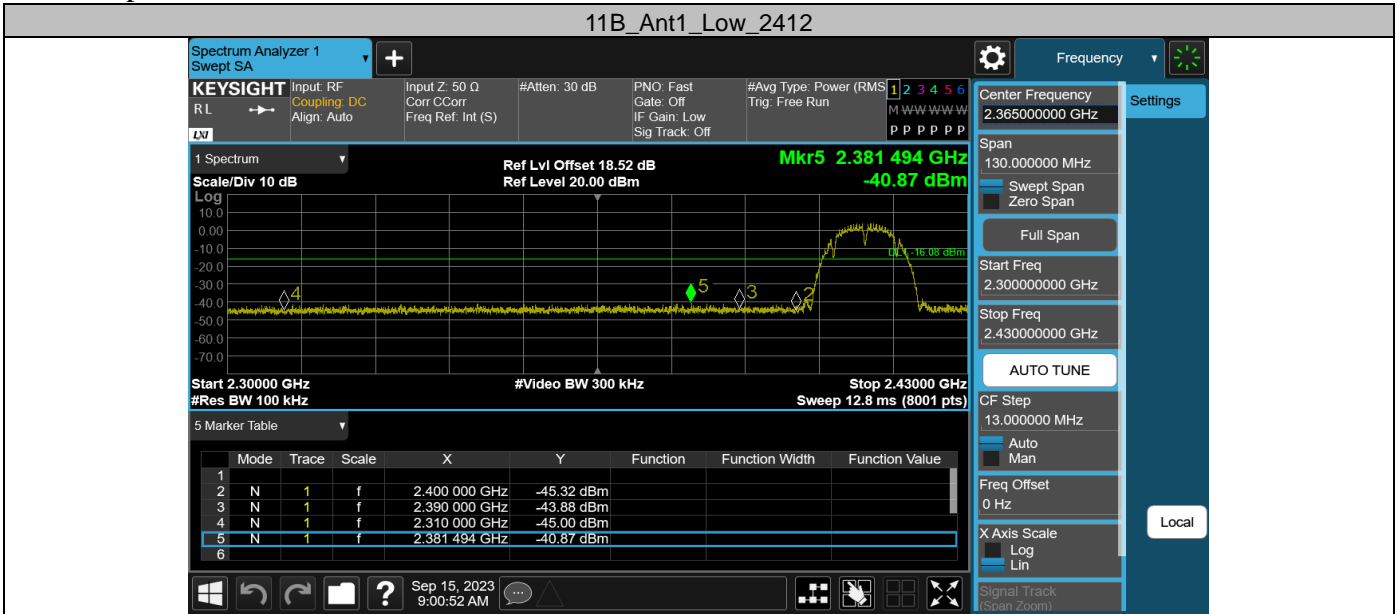 11B_Ant1_Low_2412
Spectrum Analyzer 1
Swept SA
+
Frequency
KEYSIGHT
RL
LXI
Input: RF
Coupling: DC
Align: Auto
Input Z: 50 Ω
Corr CCorr
Freq Ref: Int (S)
#Atten: 30 dB
PNO: Fast
Gate: Off
IF Gain: Low
Sig Track: Off
#Avg Type: Power (RMS
Trig: Free Run
1 2 3 4 5 6
M W W W W W
P P P P P P
Center Frequency
2.365000000 GHz
Settings
Span
130.000000 MHz
Swept Span
Zero Span
Full Span
Start Freq
2.300000000 GHz
Stop Freq
2.430000000 GHz
AUTO TUNE
CF Step
13.000000 MHz
Auto
Man
Freq Offset
0 Hz
X Axis Scale
Log
Lin
Signal Track
(Span Zoom)
Local
1 Spectrum
Scale/Div 10 dB
Ref Lvl Offset 18.52 dB
Ref Level 20.00 dBm
Mkr5 2.381 494 GHz
-40.87 dBm
Log
10.0
0.00
-10.0
-20.0
-30.0
-40.0
-50.0
-60.0
-70.0
-16.08 dBm
4
5
3
2
Start 2.30000 GHz
#Res BW 100 kHz
#Video BW 300 kHz
Stop 2.43000 GHz
Sweep 12.8 ms (8001 pts)
5 Marker Table
Mode Trace Scale X Y Function Function Width Function Value
1
2 N 1 f 2.400 000 GHz -45.32 dBm
3 N 1 f 2.390 000 GHz -43.88 dBm
4 N 1 f 2.310 000 GHz -45.00 dBm
5 N 1 f 2.381 494 GHz -40.87 dBm
6
?
Sep 15, 2023
9:00:52 AM